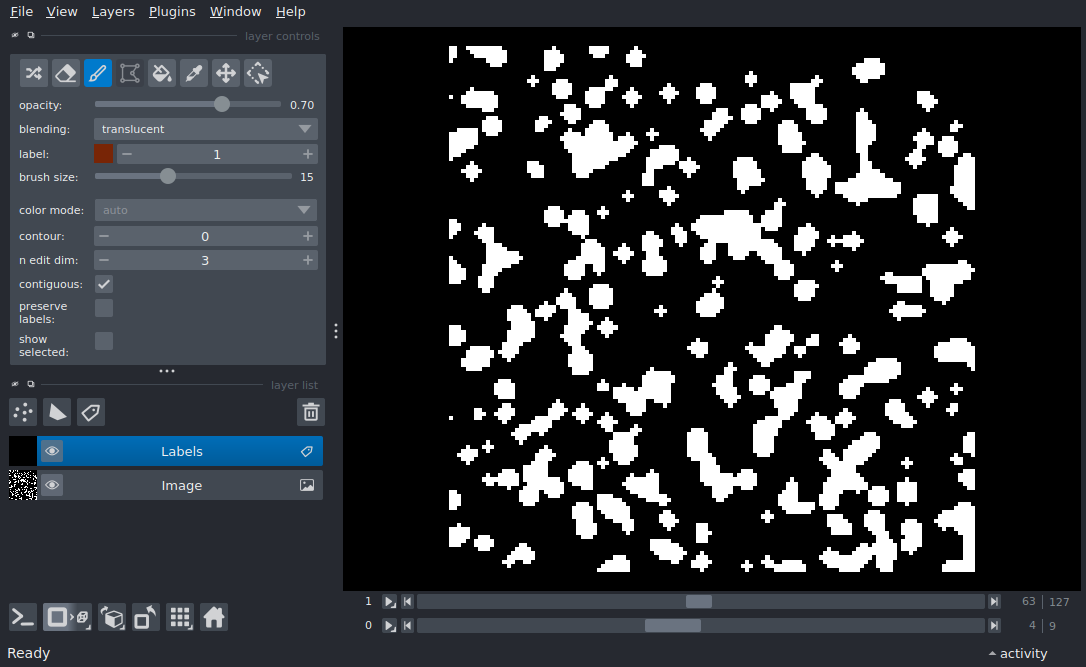 File View Layers Plugins Window Help
layer controls
opacity: 0.70
blending: translucent
label: 1
brush size: 15
color mode: auto
contour: 0
n edit dim: 3
contiguous:
preserve
labels:
show
selected:
layer list
Labels
Image
1 63 | 127
0 4 | 9
Ready
activity